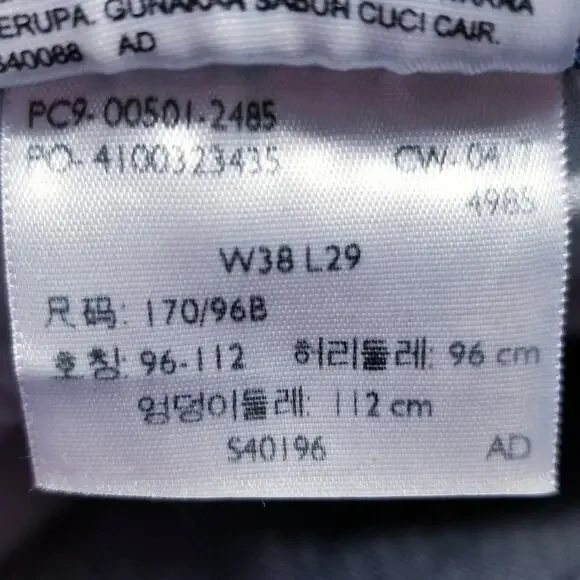 ERUPA. GUNAKAN SABUN CUCI CAIR.
S40088 AD
PC9-00501-2485
PO-4100323435 CW-0417
4985
W38 L29
尺码: 170/96B
호칭: 96-112 허리둘레: 96 cm
엉덩이둘레: 112 cm
S40196 AD